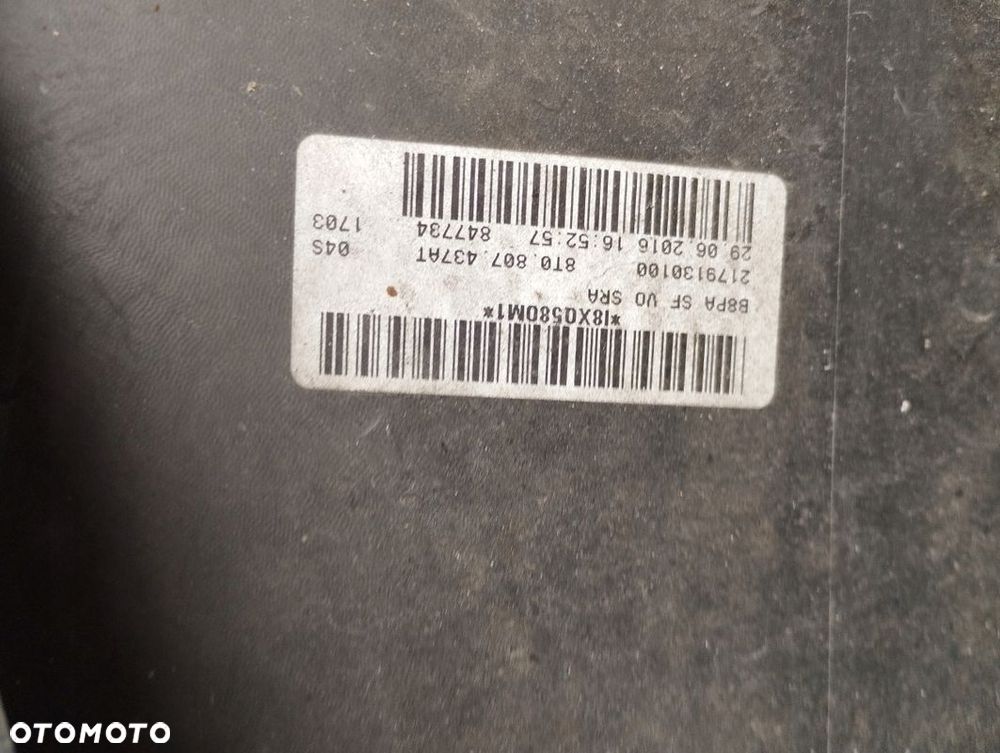 *I8XQ580M1*
B8PA SF VO SRA
2179130100 8T0.807.437AT 04S
29.06.2016 16:52:57 847734 1703
OTOMOTO